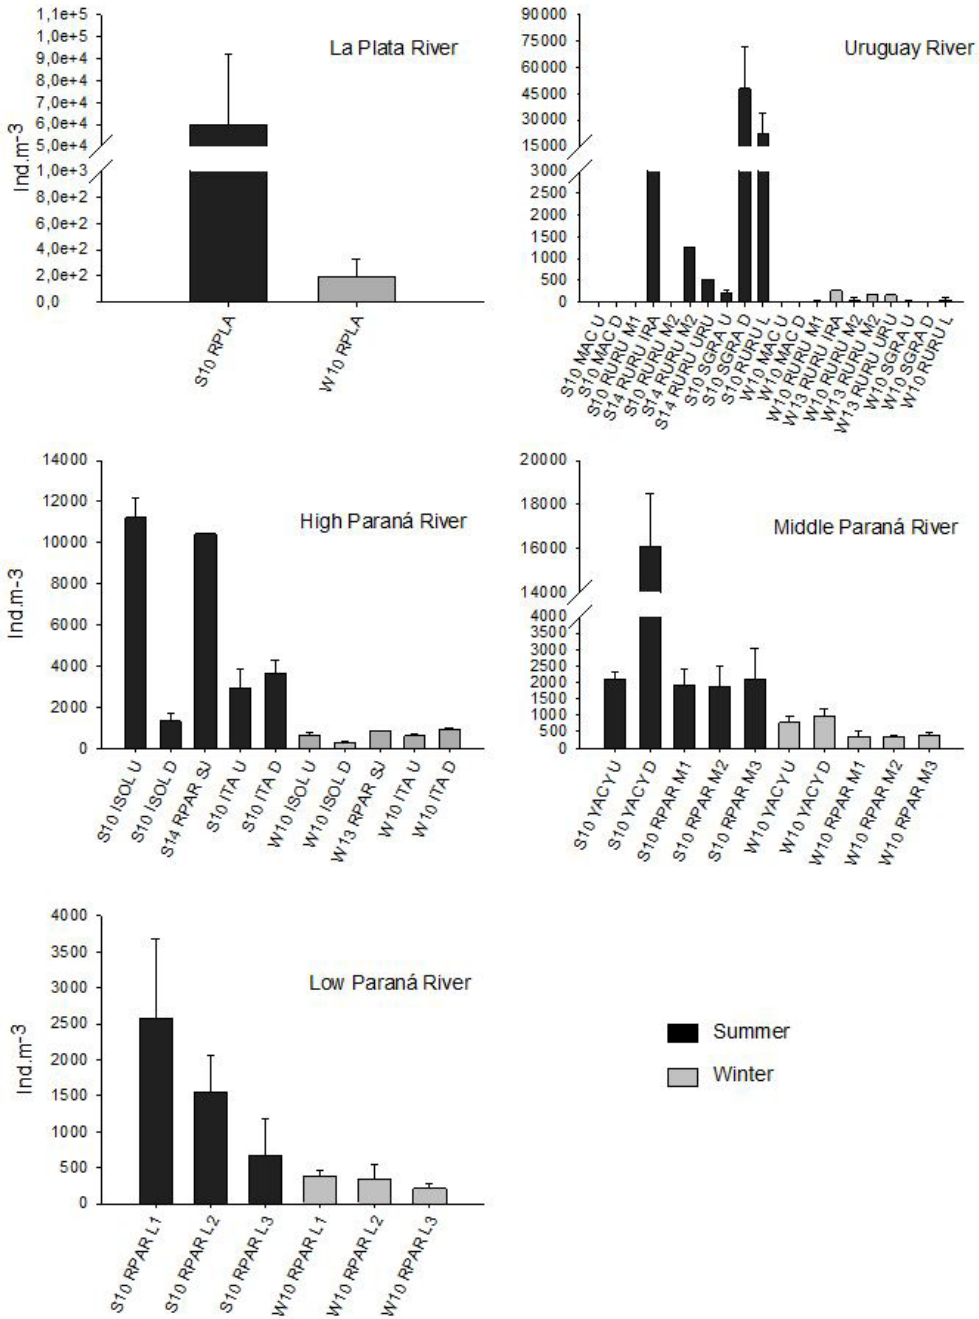 La Plata River
Ind.m-3
1,1e+5
1,0e+5
9,0e+4
8,0e+4
7,0e+4
6,0e+4
5,0e+4
1,0e+3
8,0e+2
6,0e+2
4,0e+2
2,0e+2
0,0
S10 RPLA
W10 RPLA
Uruguay River
90000
75000
60000
45000
30000
15000
3000
2500
2000
1500
1000
500
0
S10 MAC U
S10 MAC D
S10 RURU M1
S14 RURU IRA
S10 RURU M2
S14 RURU M2
S14 RURU URU
S10 SGRA U
S10 SGRA D
S10 RURU L
W10 MAC U
W10 MAC D
W10 RURU M1
W13 RURU IRA
W10 RURU M2
W13 RURU M2
W13 RURU URU
W10 SGRA U
W10 SGRA D
W10 RURU L
High Paraná River
Ind.m-3
14000
12000
10000
8000
6000
4000
2000
0
S10 ISOL U
S10 ISOL D
S14 RPAR SJ
S10 ITA U
S10 ITA D
W10 ISOL U
W10 ISOL D
W13 RPAR SJ
W10 ITA U
W10 ITA D
Middle Paraná River
20000
18000
16000
14000
4000
3500
3000
2500
2000
1500
1000
500
0
S10 YACY U
S10 YACY D
S10 RPAR M1
S10 RPAR M2
S10 RPAR M3
W10 YACY U
W10 YACY D
W10 RPAR M1
W10 RPAR M2
W10 RPAR M3
Low Paraná River
Ind.m-3
4000
3500
3000
2500
2000
1500
1000
500
0
S10 RPAR L1
S10 RPAR L2
S10 RPAR L3
W10 RPAR L1
W10 RPAR L2
W10 RPAR L3
Summer
Winter